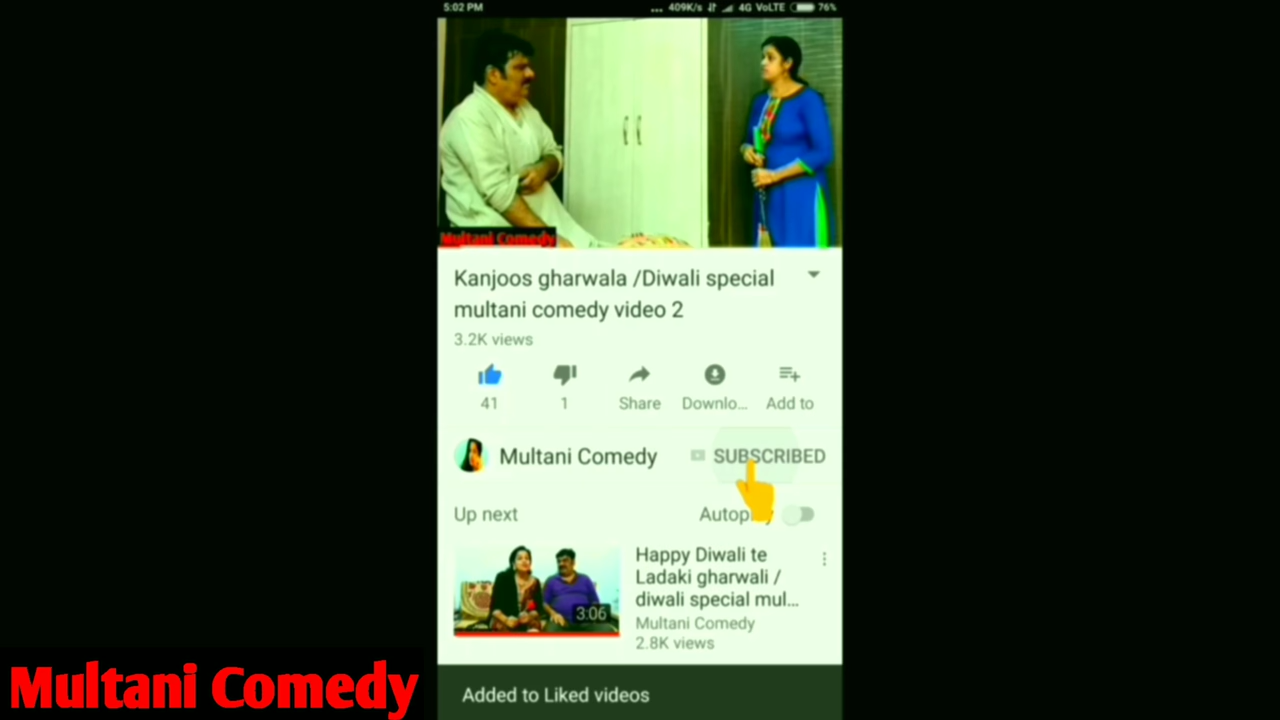 5:02 PM
... 409K/s 4G VoLTE 76%
Multani Comedy
Kanjoos gharwala /Diwali special
multani comedy video 2
3.2K views
41
1
Share
Downlo...
Add to
Multani Comedy
SUBSCRIBED
Up next
Autoplay
3:06
Happy Diwali te
Ladaki gharwali /
diwali special mul...
Multani Comedy
2.8K views
Added to Liked videos
Multani Comedy